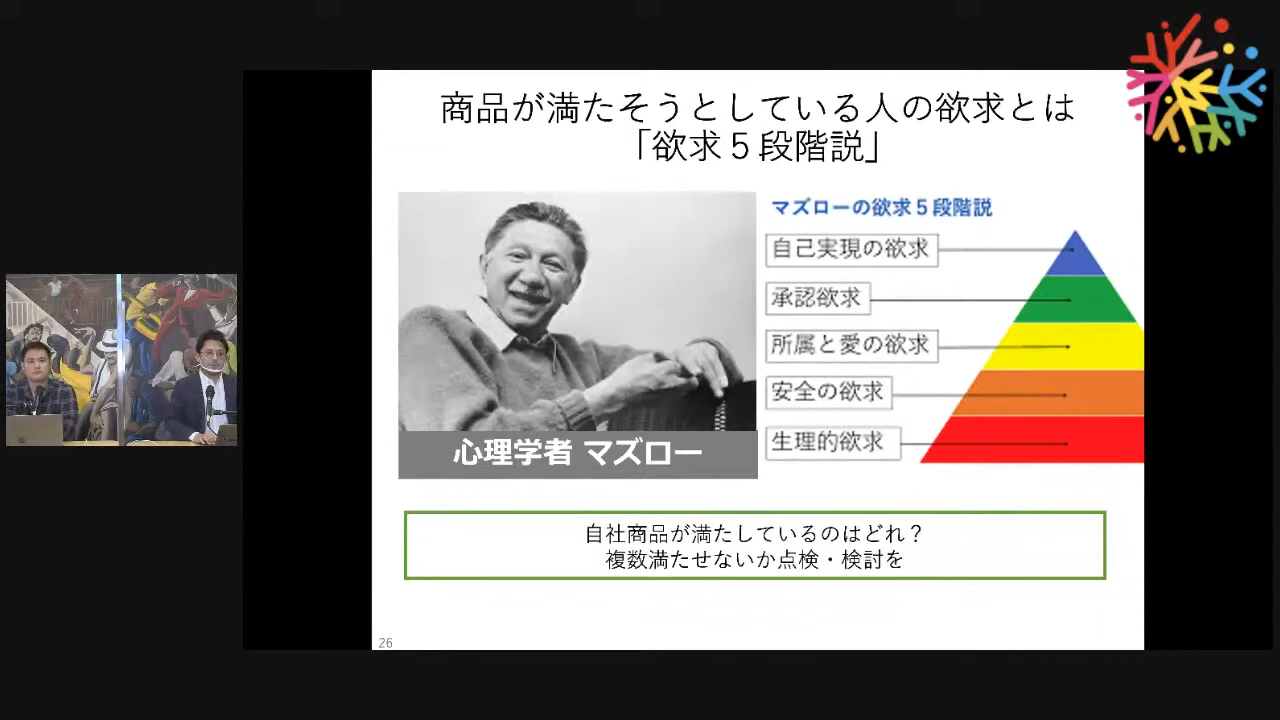 商品が満たそうとしている人の欲求とは
「欲求５段階説」
心理学者 マズロー
マズローの欲求５段階説
自己実現の欲求
承認欲求
所属と愛の欲求
安全の欲求
生理的欲求
自社商品が満たしているのはどれ？
複数満たせないか点検・検討を
26